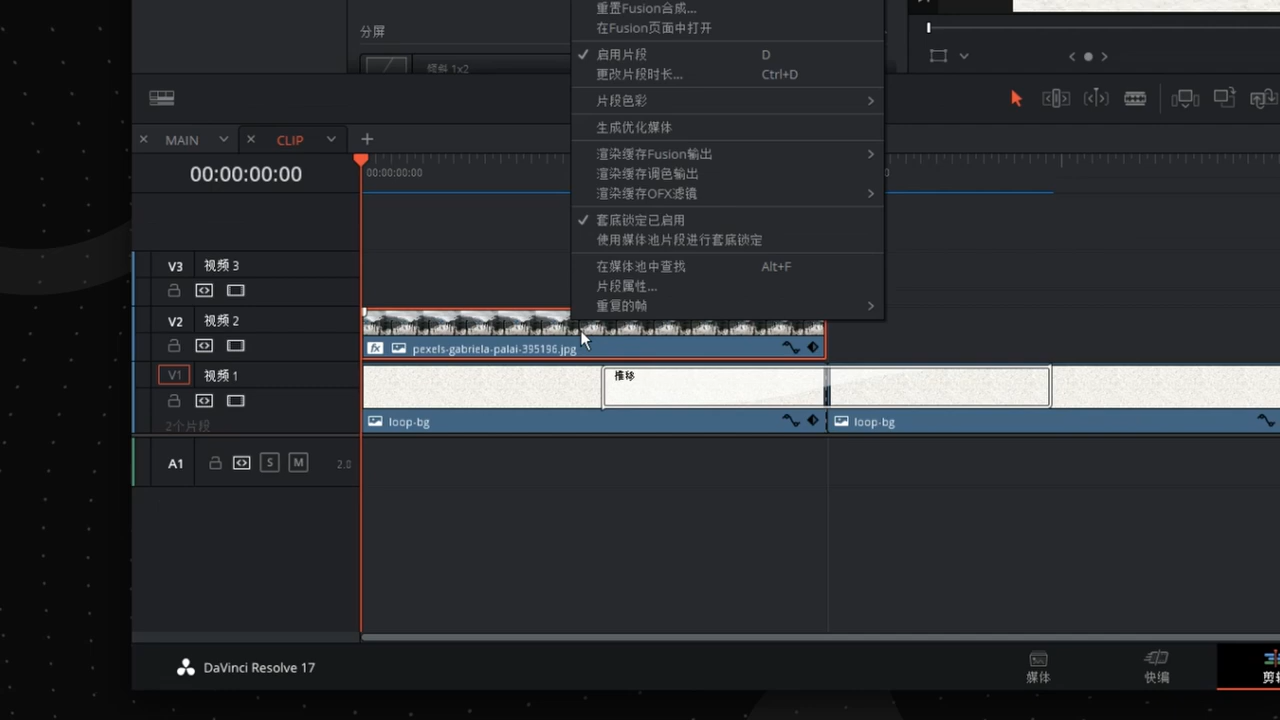 重置Fusion合成...
在Fusion页面中打开
分屏
启用片段 D
倾斜 1x2
更改片段时长... Ctrl+D
片段色彩
生成优化媒体
MAIN
CLIP
渲染缓存Fusion输出
渲染缓存调色输出
渲染缓存OFX滤镜
00:00:00:00
00:00:00:00
套底锁定已启用
使用媒体池片段进行套底锁定
在媒体池中查找 Alt+F
片段属性...
重复的帧
V3 视频 3
V2 视频 2
fx pexels-gabriela-palai-395196.jpg
V1 视频 1
推移
2个片段
loop-bg
loop-bg
A1 S M 2.0
DaVinci Resolve 17
媒体
快编